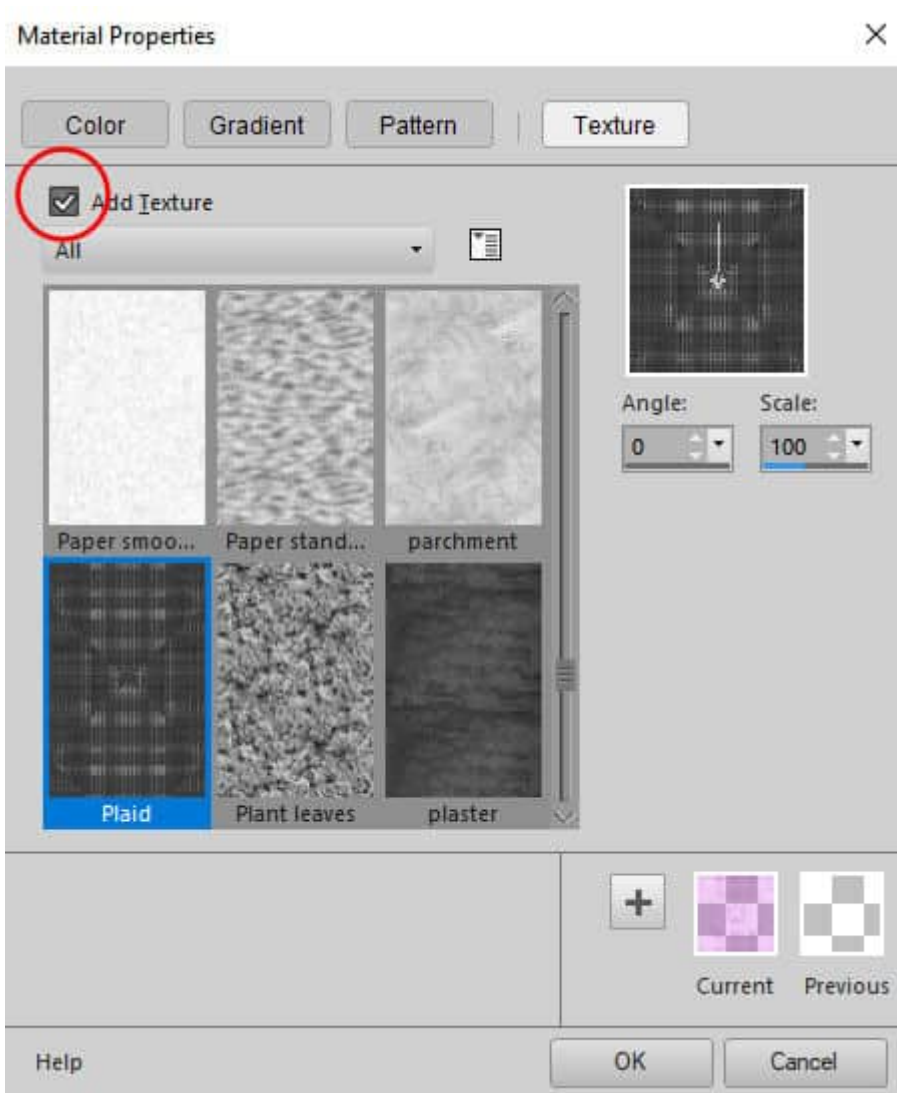 Material Properties
Color Gradient Pattern Texture
Add Texture
All
Angle: Scale:
0 100
Paper smoo... Paper stand... parchment
Plaid Plant leaves plaster
Current Previous
Help OK Cancel